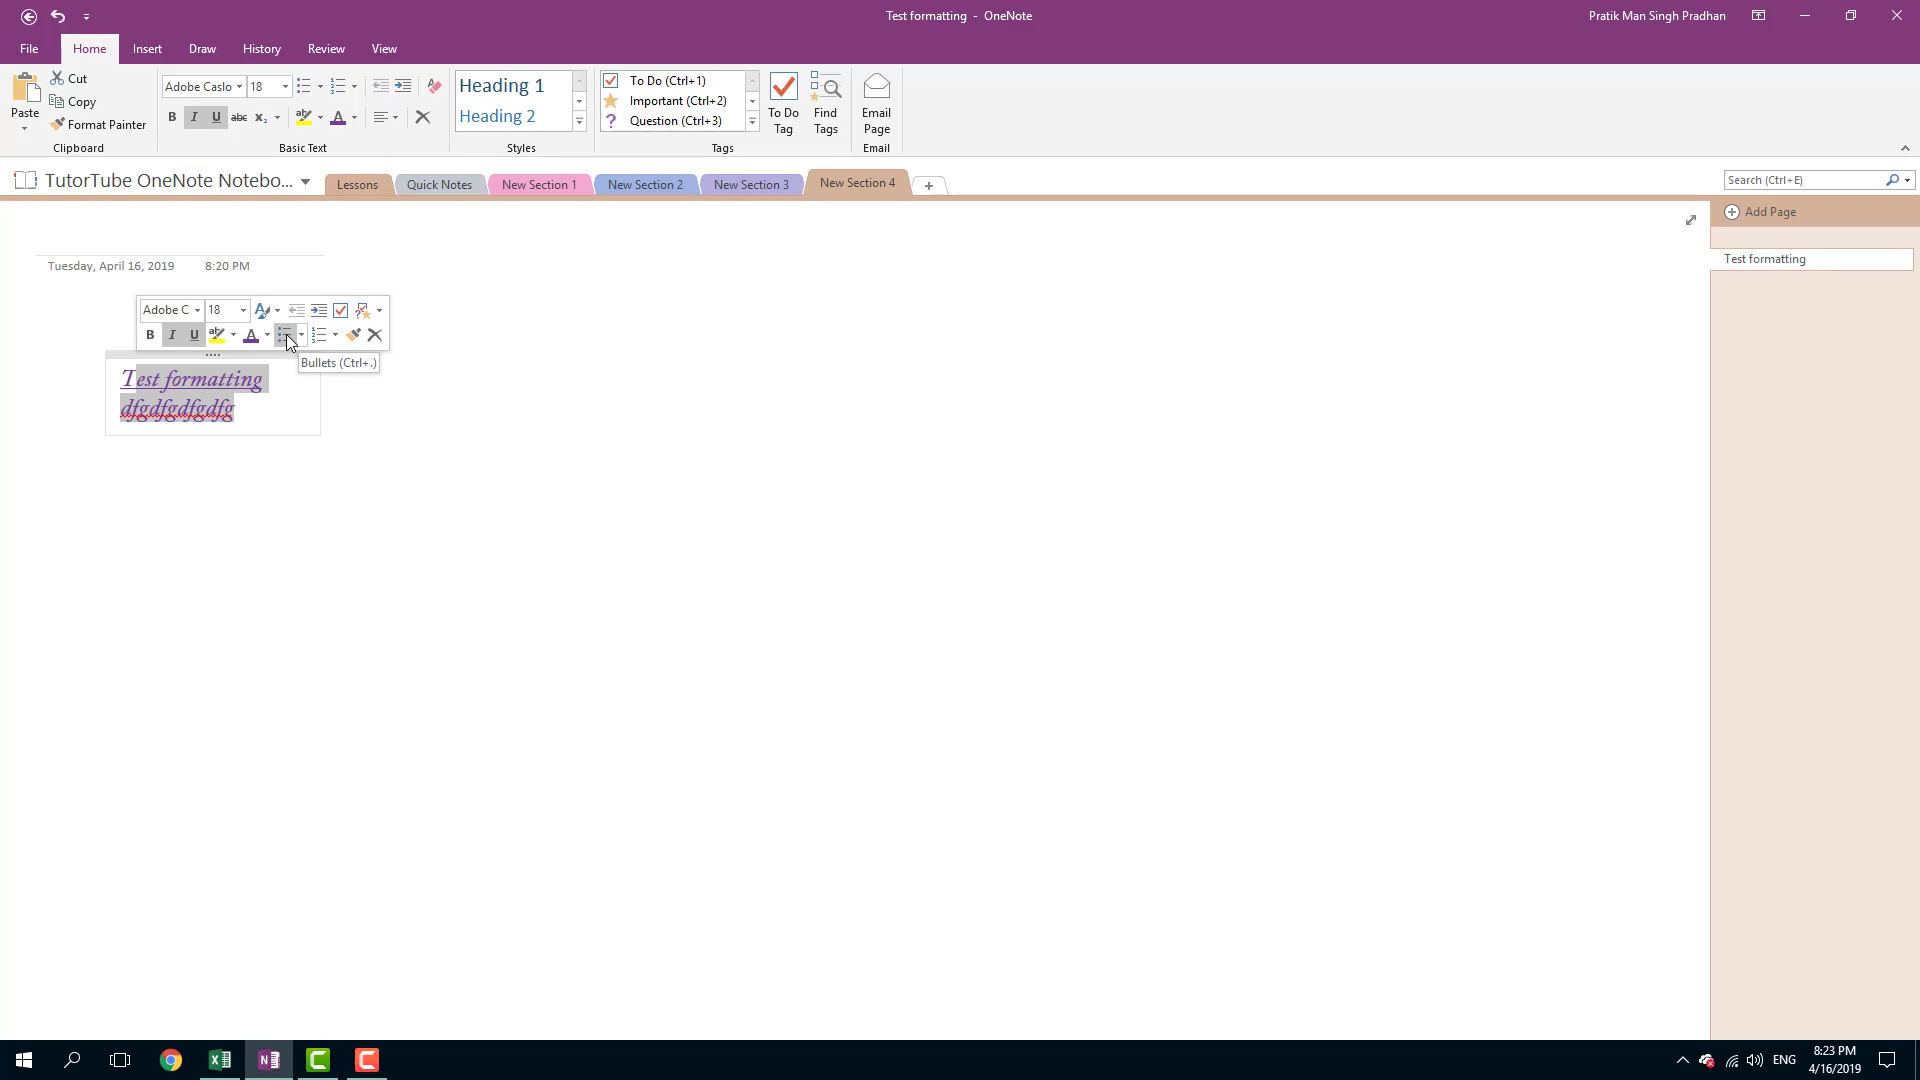 Test formatting - OneNote
Pratik Man Singh Pradhan
File
Home
Insert
Draw
History
Review
View
Paste
Cut
Copy
Format Painter
Clipboard
Adobe Caslo
18
B
I
U
abc
x₂
A
Basic Text
Heading 1
Heading 2
Styles
To Do (Ctrl+1)
Important (Ctrl+2)
Question (Ctrl+3)
To Do
Tag
Find
Tags
Tags
Email
Page
Email
TutorTube OneNote Notebo...
Lessons
Quick Notes
New Section 1
New Section 2
New Section 3
New Section 4
Search (Ctrl+E)
Add Page
Test formatting
Tuesday, April 16, 2019
8:20 PM
Adobe C
18
B
I
U
A
Bullets (Ctrl+.)
Test formatting
dfgdfgdfgdfg
ENG
8:23 PM
4/16/2019